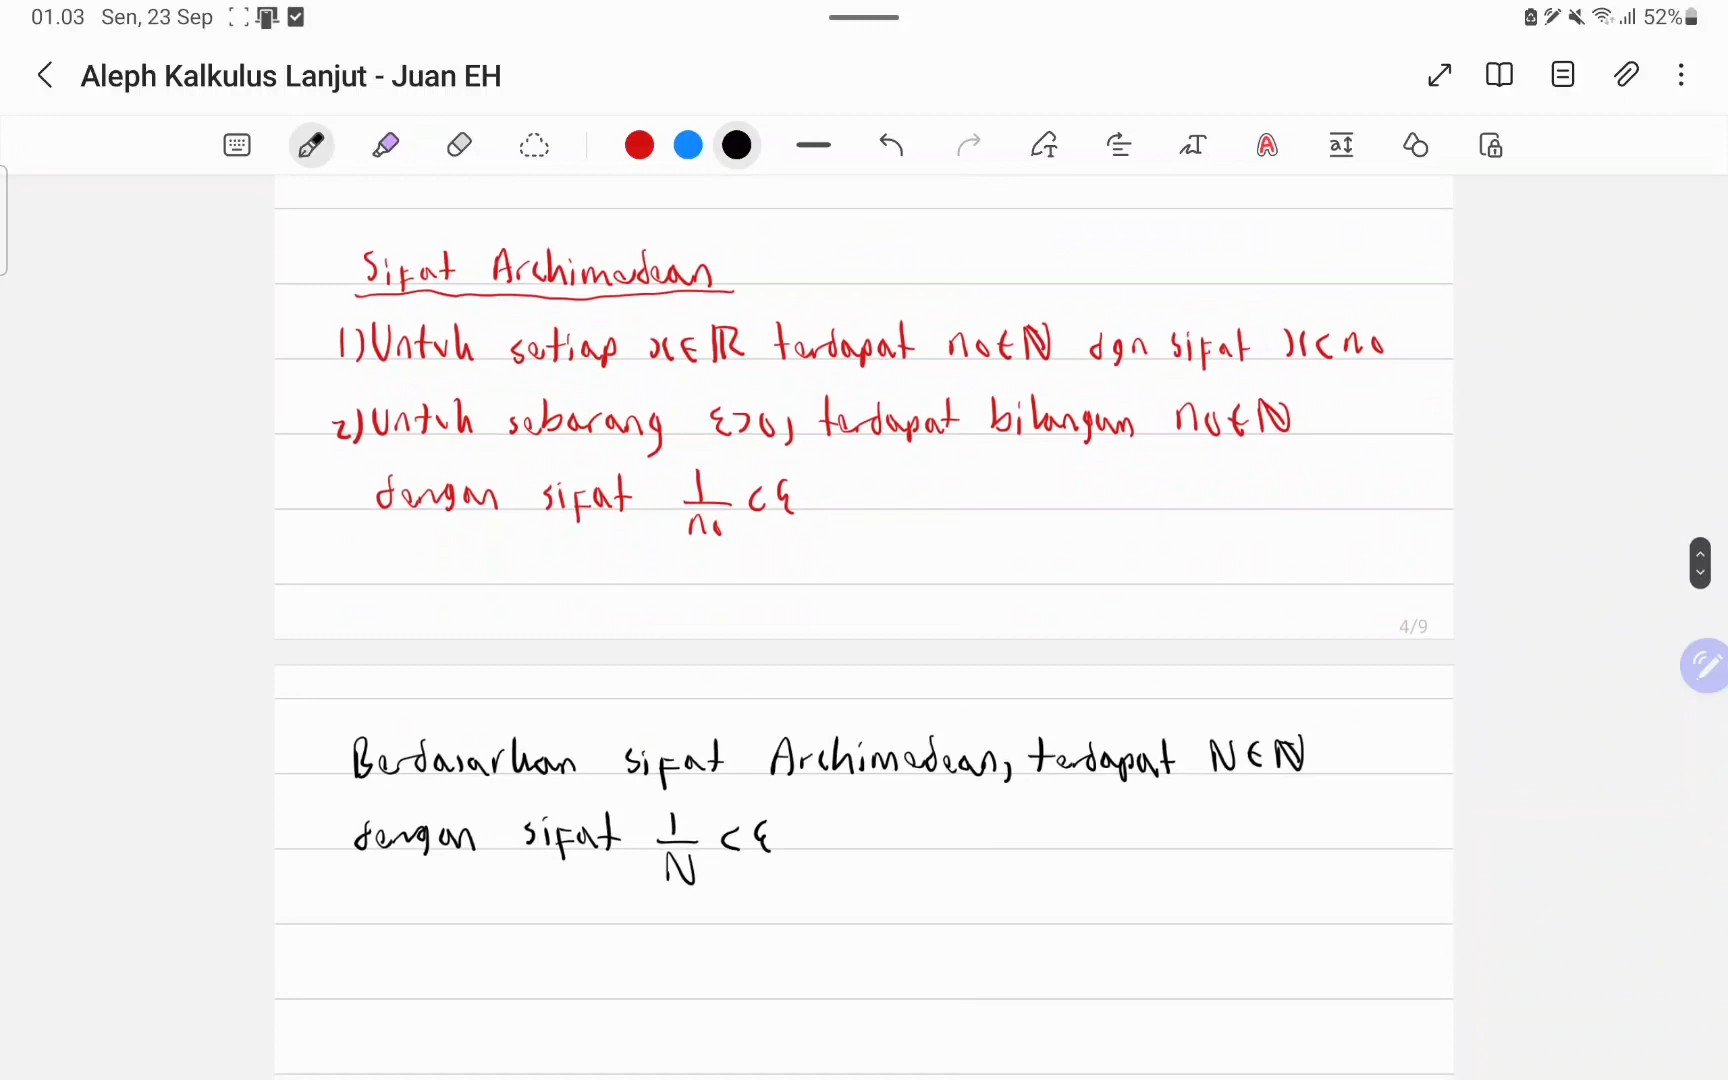 01.03 Sen, 23 Sep 52%
Aleph Kalkulus Lanjut - Juan EH
Sifat Archimedean
1) Untuk setiap x∈ℝ terdapat n₀∈ℕ dgn sifat x<n₀
2) Untuk sebarang ε>0, terdapat bilangan n₀∈ℕ
dengan sifat 1/n₀ < ε
4/9
Berdasarkan sifat Archimedean, terdapat N∈ℕ
dengan sifat 1/N < ε